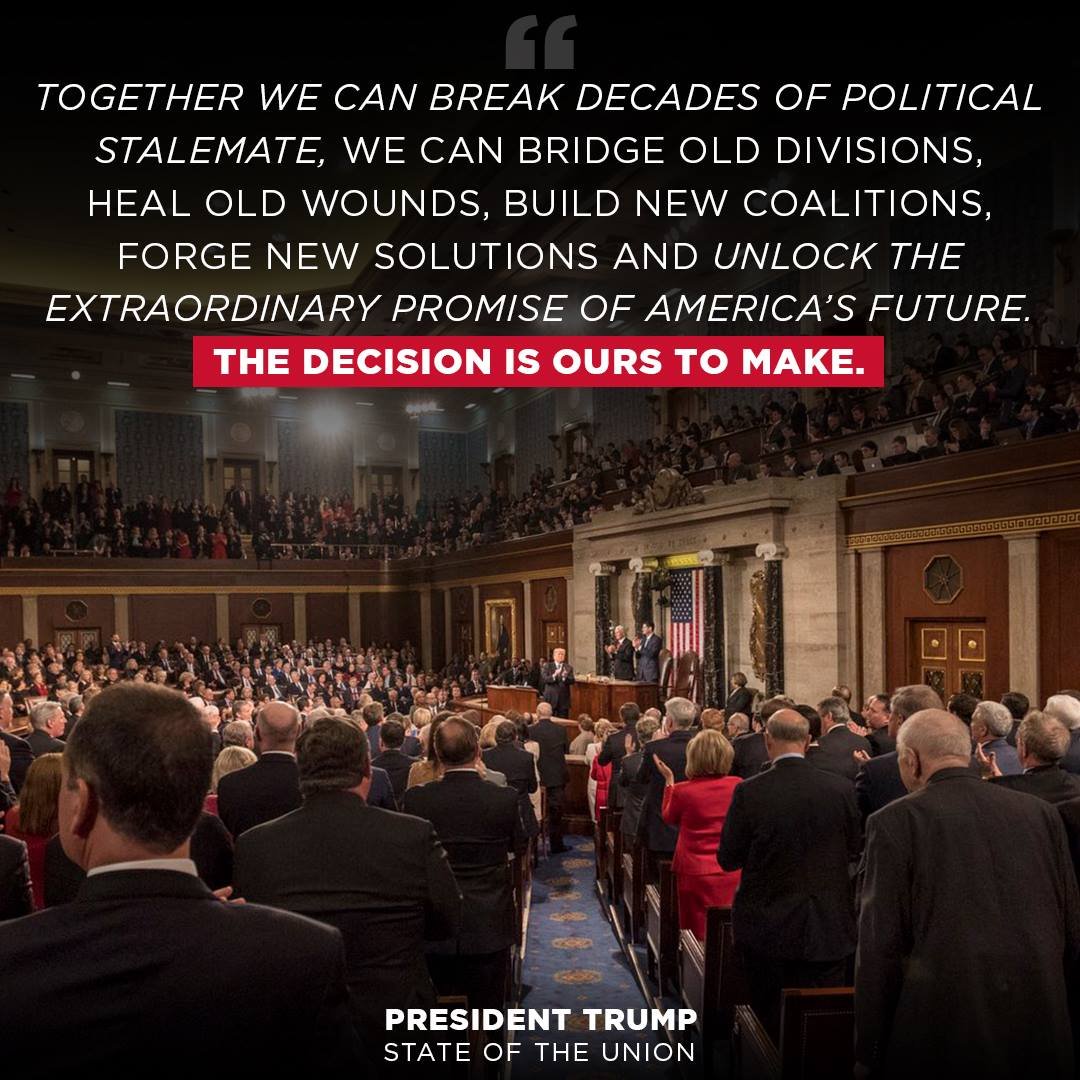 “
TOGETHER WE CAN BREAK DECADES OF POLITICAL
STALEMATE, WE CAN BRIDGE OLD DIVISIONS,
HEAL OLD WOUNDS, BUILD NEW COALITIONS,
FORGE NEW SOLUTIONS AND UNLOCK THE
EXTRAORDINARY PROMISE OF AMERICA’S FUTURE.
THE DECISION IS OURS TO MAKE.
PRESIDENT TRUMP
STATE OF THE UNION